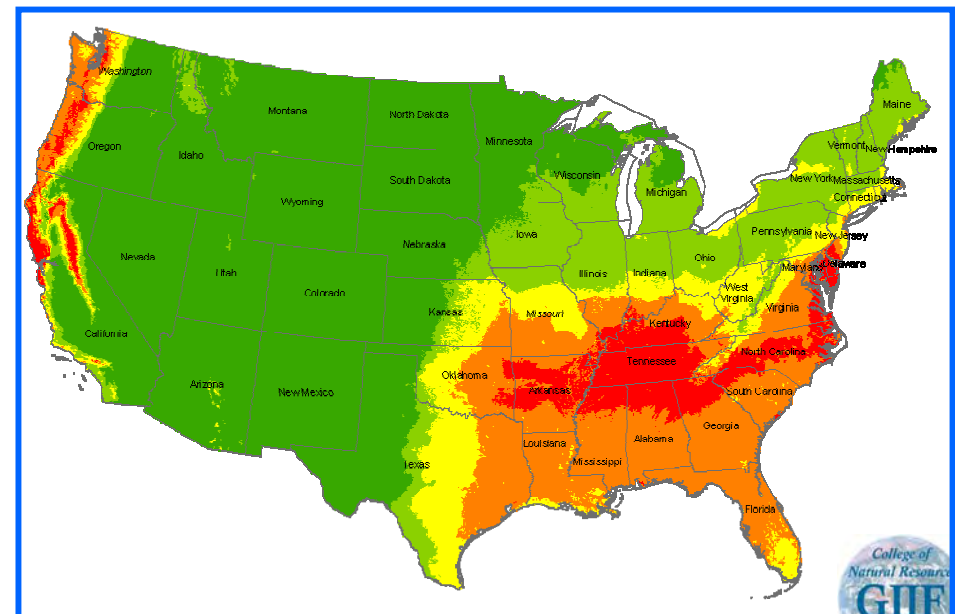 Washington
Montana
North Dakota
Minnesota
Maine
Oregon
Idaho
Vermont
New Hempshire
Wisconsin
Michigan
New York
Massachusetts
Connecticut
South Dakota
Wyoming
Iowa
Pennsylvania
New Jersey
Nebraska
Nevada
Utah
Illinois
Indiana
Ohio
Maryland
Delaware
Colorado
West
Virginia
Virginia
Kansas
Missouri
Kentucky
California
Tennessee
North Carolina
Arizona
New Mexico
Oklahoma
Arkansas
South Carolina
Georgia
Alabama
Louisiana
Mississippi
Texas
Florida
College of
Natural Resourc
GIIF